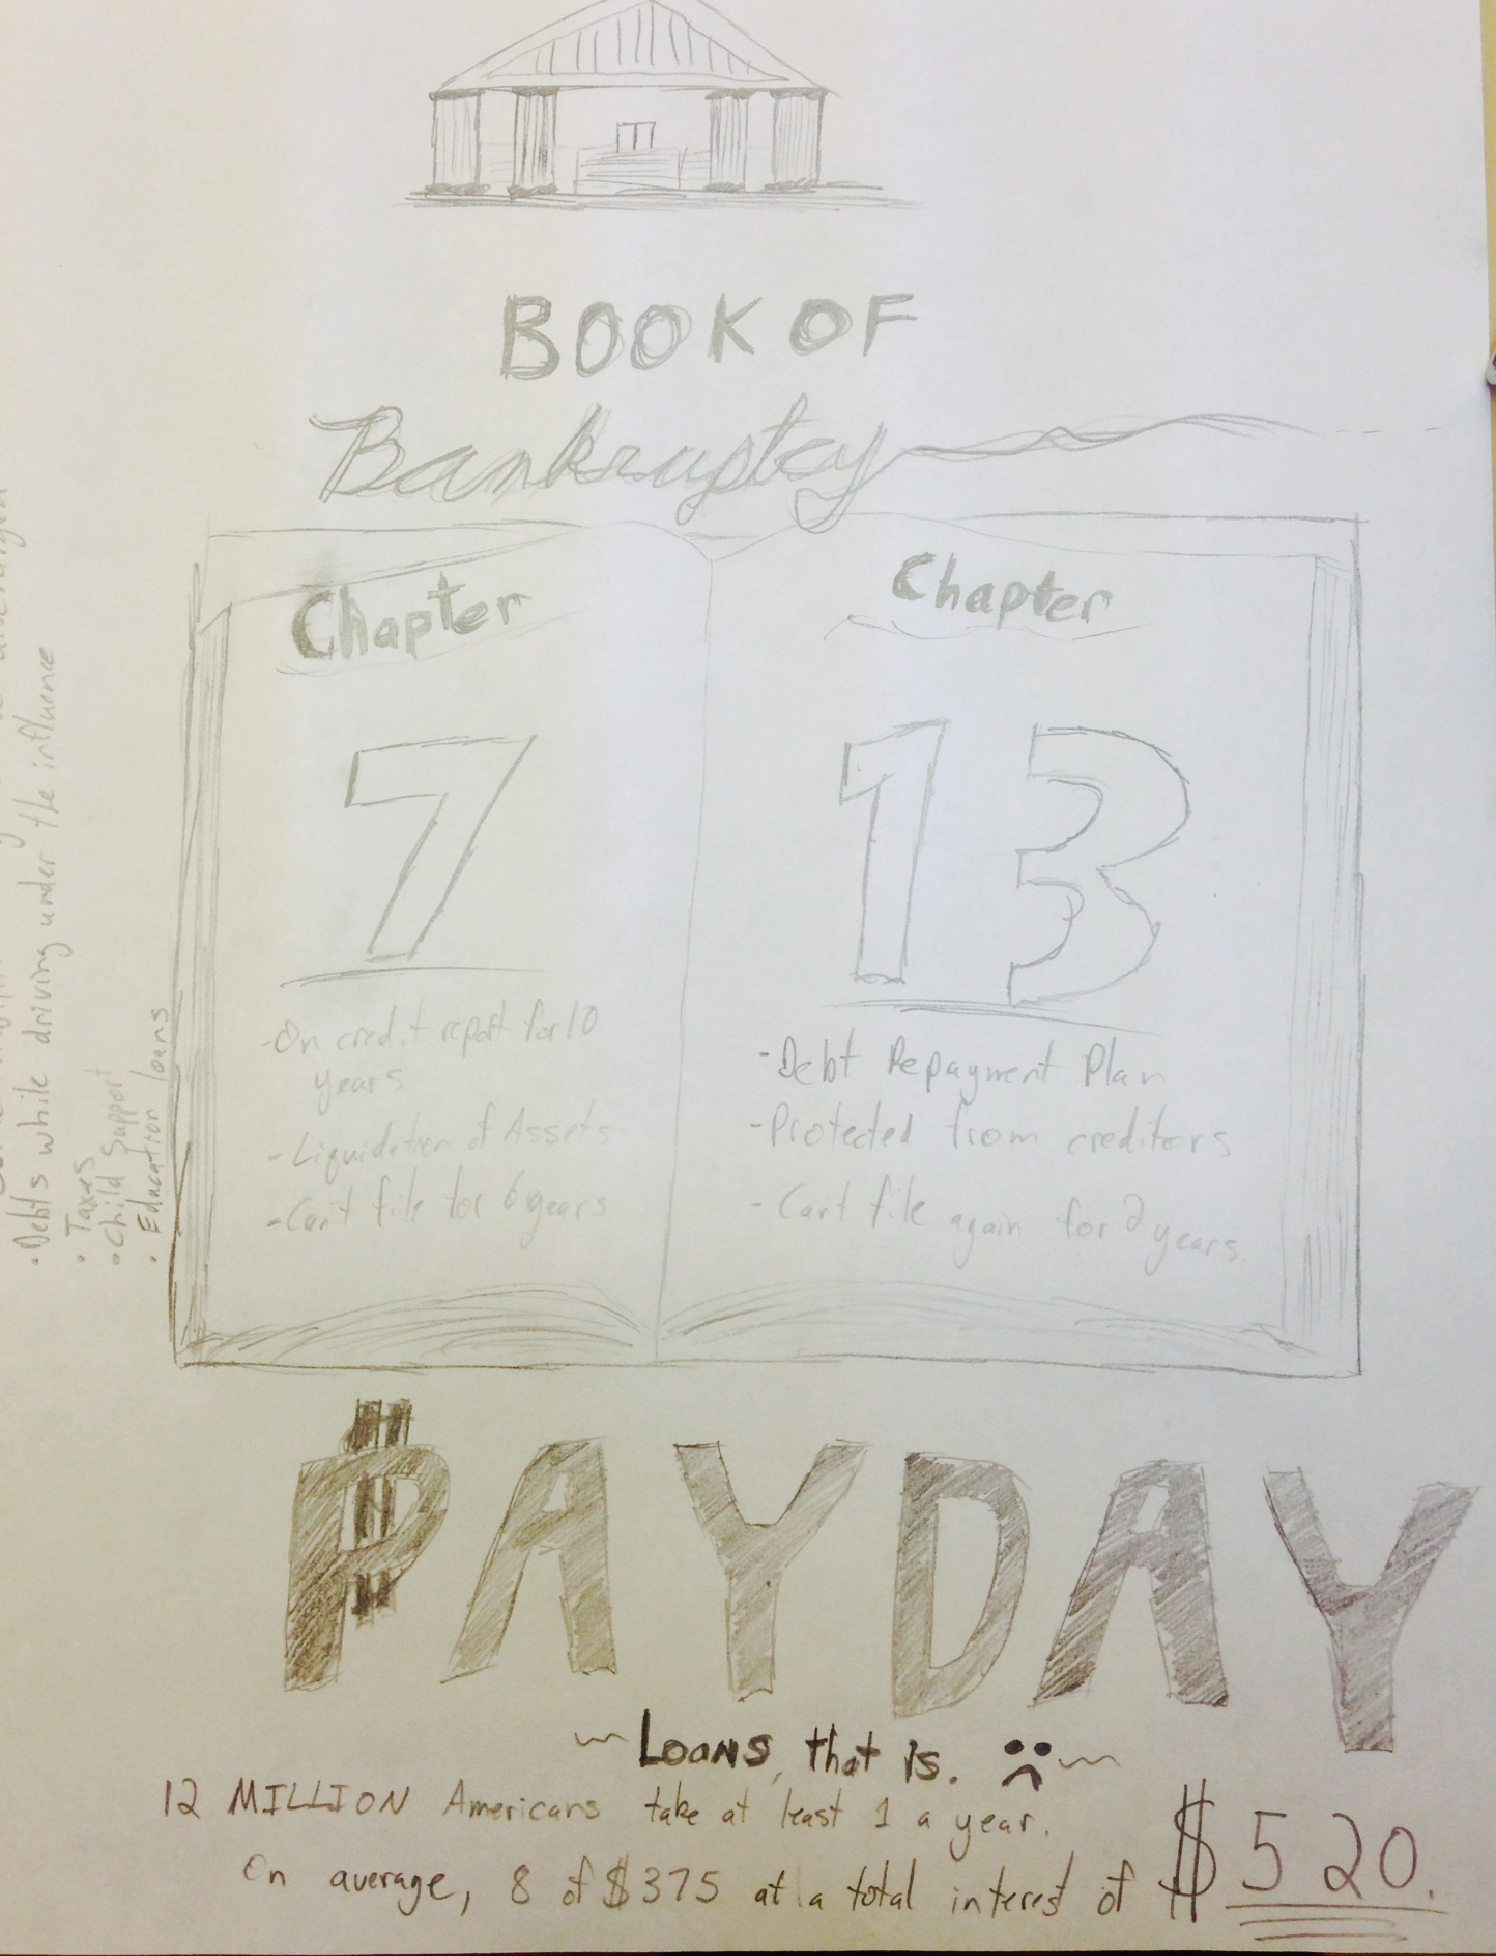 BOOK OF
Bankruptcy
Chapter
7
-On credit report for 10
years
-Liquidation of Assets
-Can't file for 6 years
Chapter
13
-Debt Repayment Plan
-Protected from creditors
-Can't file again for 2 years.
discharged
•Debts while driving under the influence
•Taxes
•Child Support
•Education loans
PAYDAY
~Loans, that is. ~
12 MILLION Americans take at least 1 a year.
On average, 8 of $375 at a total interest of $520.